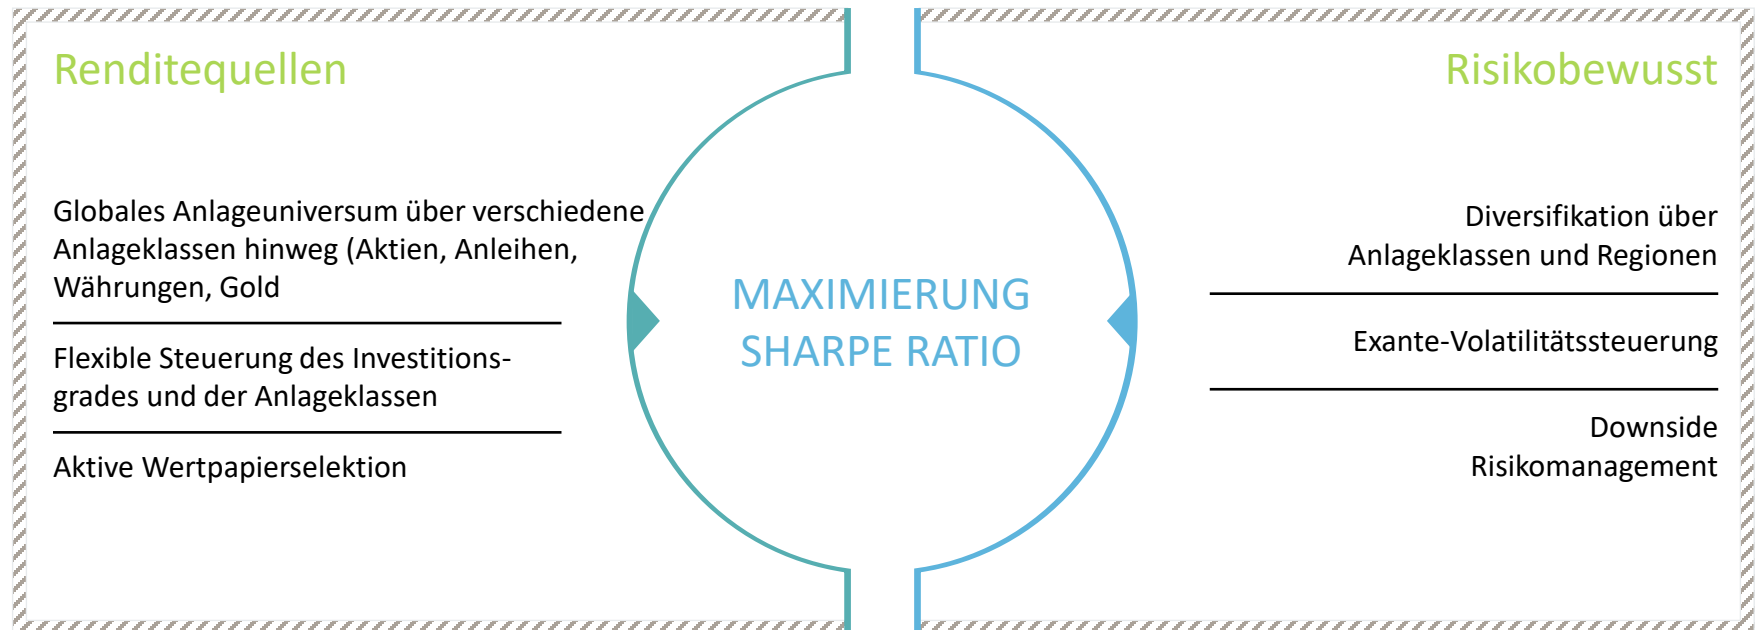 Renditequellen
Globales Anlageuniversum über verschiedene
Anlageklassen hinweg (Aktien, Anleihen,
Währungen, Gold
Flexible Steuerung des Investitions-
grades und der Anlageklassen
Aktive Wertpapierselektion
MAXIMIERUNG
SHARPE RATIO
Risikobewusst
Diversifikation über
Anlageklassen und Regionen
Exante-Volatilitätssteuerung
Downside
Risikomanagement